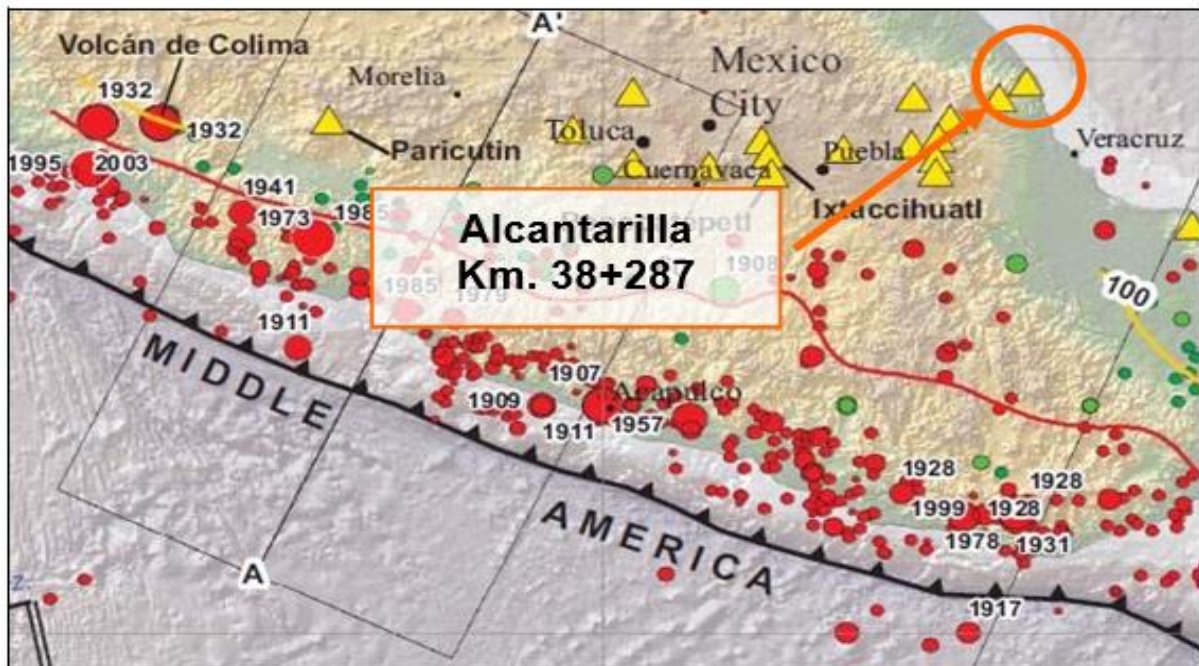 A'
Volcán de Colima
Mexico
City
Morelia
1932
1932
Toluca
Paricutin
Puebla
Veracruz
Cuernavaca
1995
2003
1941
1973
1985
Ixtaccihuatl
Alcantarilla
Km. 38+287
1908
1985
1979
100
1911
MIDDLE
1907
Acapulco
1909
1911
1957
1928
1928
1999
1928
AMERICA
1978
1931
A
1917